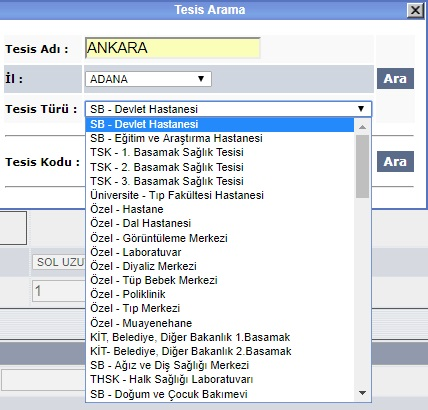 Tesis Arama
Tesis Adı : ANKARA
İl : ADANA Ara
Tesis Türü : SB - Devlet Hastanesi
SB - Devlet Hastanesi
SB - Eğitim ve Araştırma Hastanesi
TSK - 1. Basamak Sağlık Tesisi
TSK - 2. Basamak Sağlık Tesisi
TSK - 3. Basamak Sağlık Tesisi
Üniversite - Tıp Fakültesi Hastanesi
Özel - Hastane
Özel - Dal Hastanesi
Özel - Görüntüleme Merkezi
Özel - Laboratuvar
Özel - Diyaliz Merkezi
Özel - Tüp Bebek Merkezi
Özel - Poliklinik
Özel - Tıp Merkezi
Özel - Muayenehane
KİT, Belediye, Diğer Bakanlık 1.Basamak
KİT- Belediye, Diğer Bakanlık 2.Basamak
SB - Ağız ve Diş Sağlığı Merkezi
THSK - Halk Sağlığı Laboratuvarı
SB - Doğum ve Çocuk Bakımevi
Tesis Kodu : Ara
SOL UZU
1